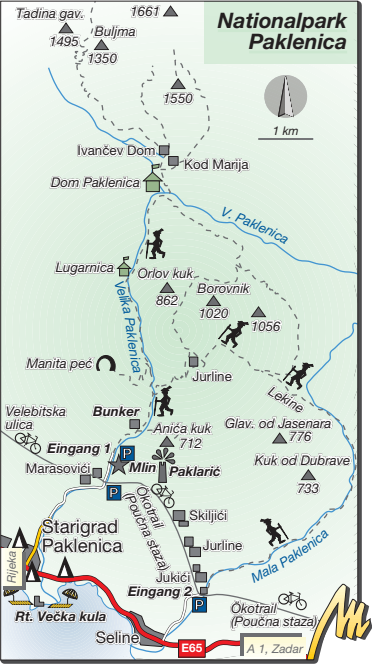 Tadina gav.
1495
Buljma
1350
1661
1550
Nationalpark
Paklenica
1 km
Ivančev Dom
Kod Marija
Dom Paklenica
V. Paklenica
Lugarnica
Orlov kuk
862
Borovnik
1020
1056
Velika Paklenica
Manita peć
Jurline
Lekine
Velebitska
ulica
Bunker
Anića kuk
712
Glav. od Jasenara
776
Eingang 1
P
Mlin
Paklarić
Kuk od Dubrave
733
Marasovići
P
Ökotrail
(Poučna staza)
Skiljići
Starigrad
Paklenica
Jurline
Mala Paklenica
Rijeka
Jukići
Eingang 2
P
Ökotrail
(Poučna staza)
Rt. Večka kula
Seline
E65
A 1, Zadar